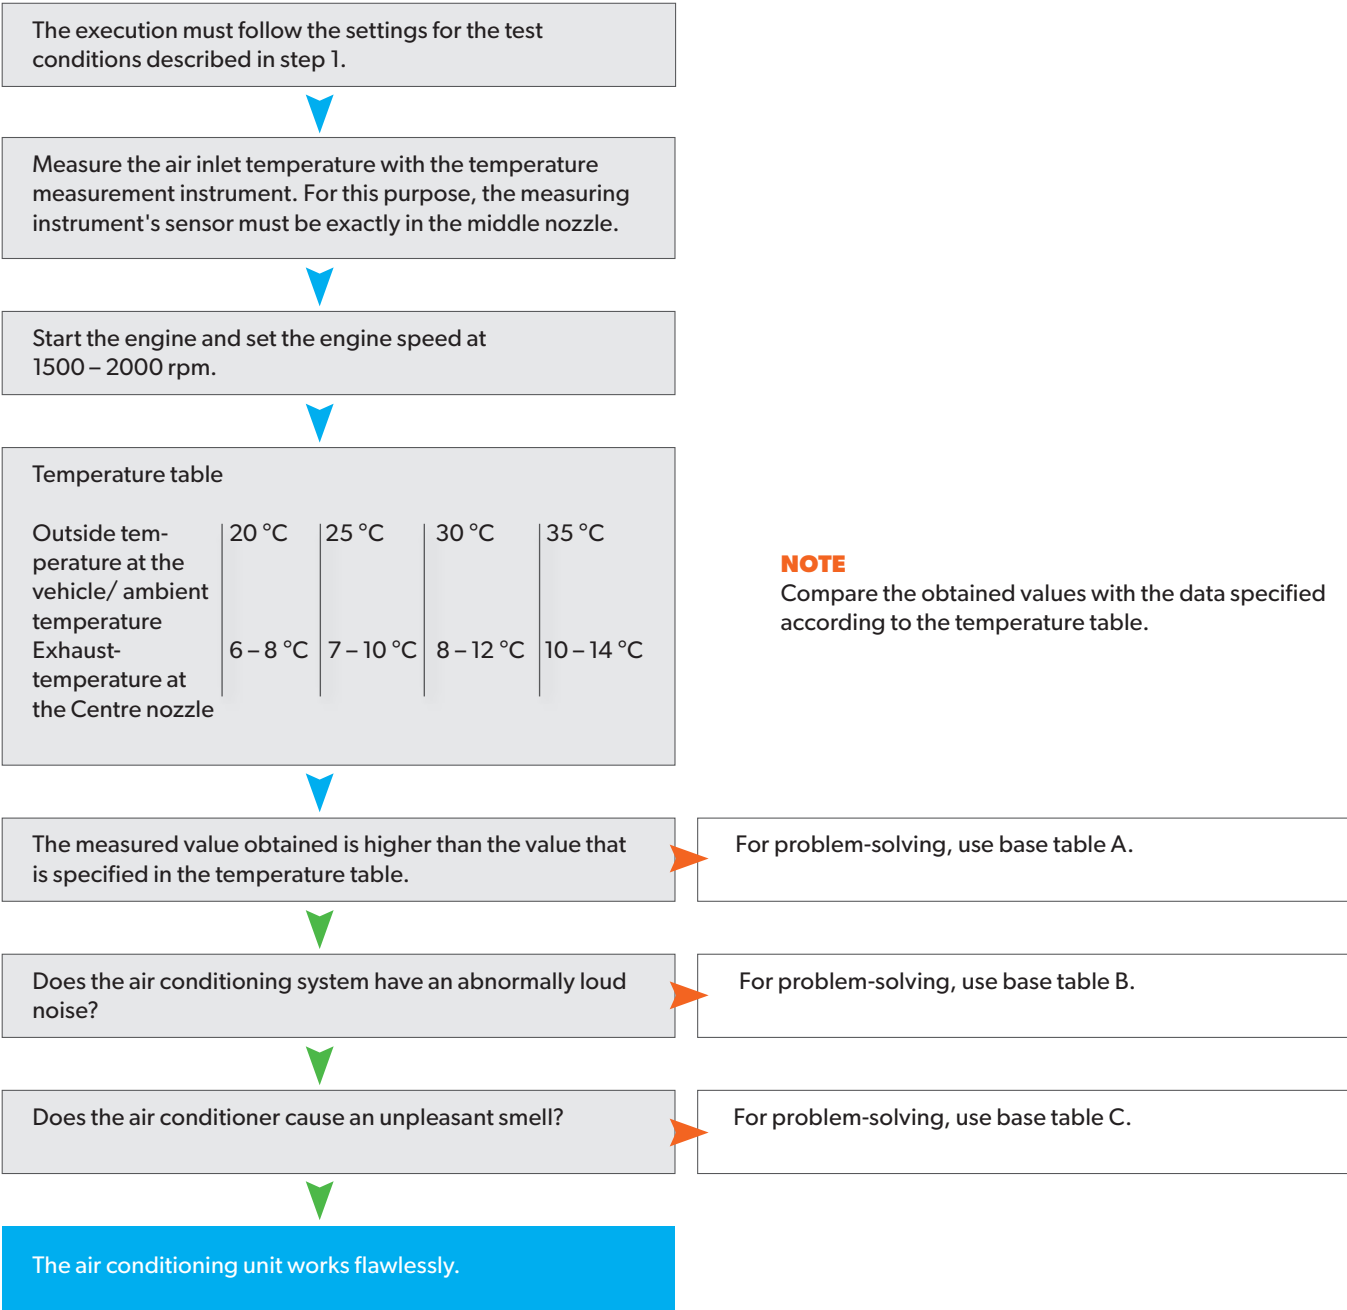 The execution must follow the settings for the test
conditions described in step 1.
Measure the air inlet temperature with the temperature
measurement instrument. For this purpose, the measuring
instrument's sensor must be exactly in the middle nozzle.
Start the engine and set the engine speed at
1500 – 2000 rpm.
Temperature table
Outside tem- 20 °C 25 °C 30 °C 35 °C
perature at the
vehicle/ ambient
temperature
Exhaust- 6 – 8 °C 7 – 10 °C 8 – 12 °C 10 – 14 °C
temperature at
the Centre nozzle
NOTE
Compare the obtained values with the data specified
according to the temperature table.
The measured value obtained is higher than the value that
is specified in the temperature table.
For problem-solving, use base table A.
Does the air conditioning system have an abnormally loud
noise?
For problem-solving, use base table B.
Does the air conditioner cause an unpleasant smell?
For problem-solving, use base table C.
The air conditioning unit works flawlessly.